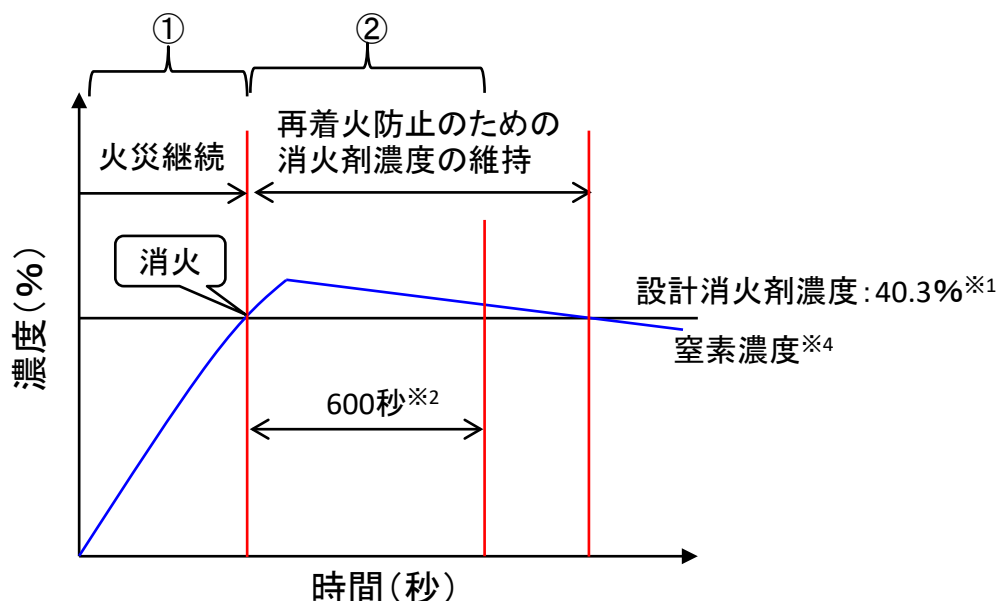 ①
②
火災継続
再着火防止のための
消火剤濃度の維持
消火
設計消火剤濃度：40.3%※1
窒素濃度※4
600秒※2
濃度（%）
時間（秒）